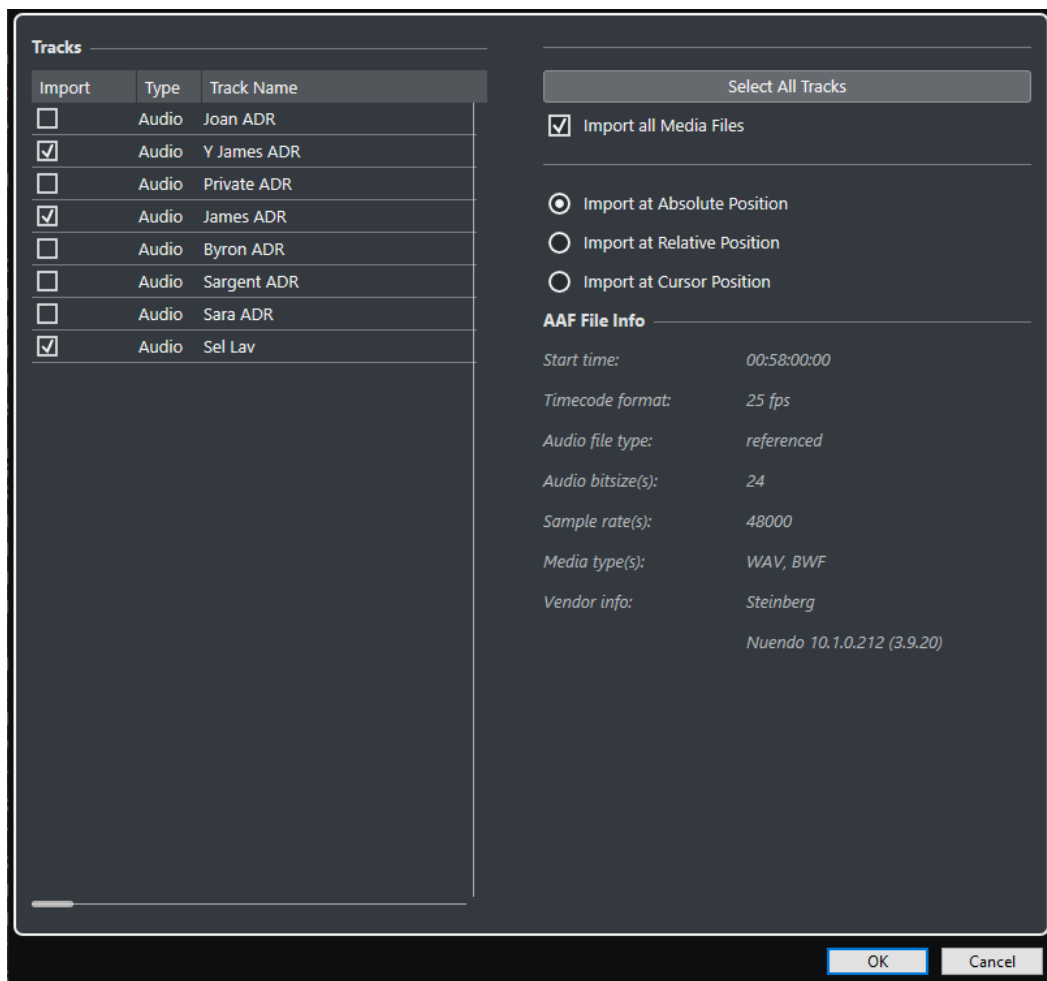 Tracks
Import Type Track Name
Audio Joan ADR
Audio Y James ADR
Audio Private ADR
Audio James ADR
Audio Byron ADR
Audio Sargent ADR
Audio Sara ADR
Audio Sel Lav
Select All Tracks
Import all Media Files
Import at Absolute Position
Import at Relative Position
Import at Cursor Position
AAF File Info
Start time: 00:58:00:00
Timecode format: 25 fps
Audio file type: referenced
Audio bitsize(s): 24
Sample rate(s): 48000
Media type(s): WAV, BWF
Vendor info: Steinberg
Nuendo 10.1.0.212 (3.9.20)
OK Cancel